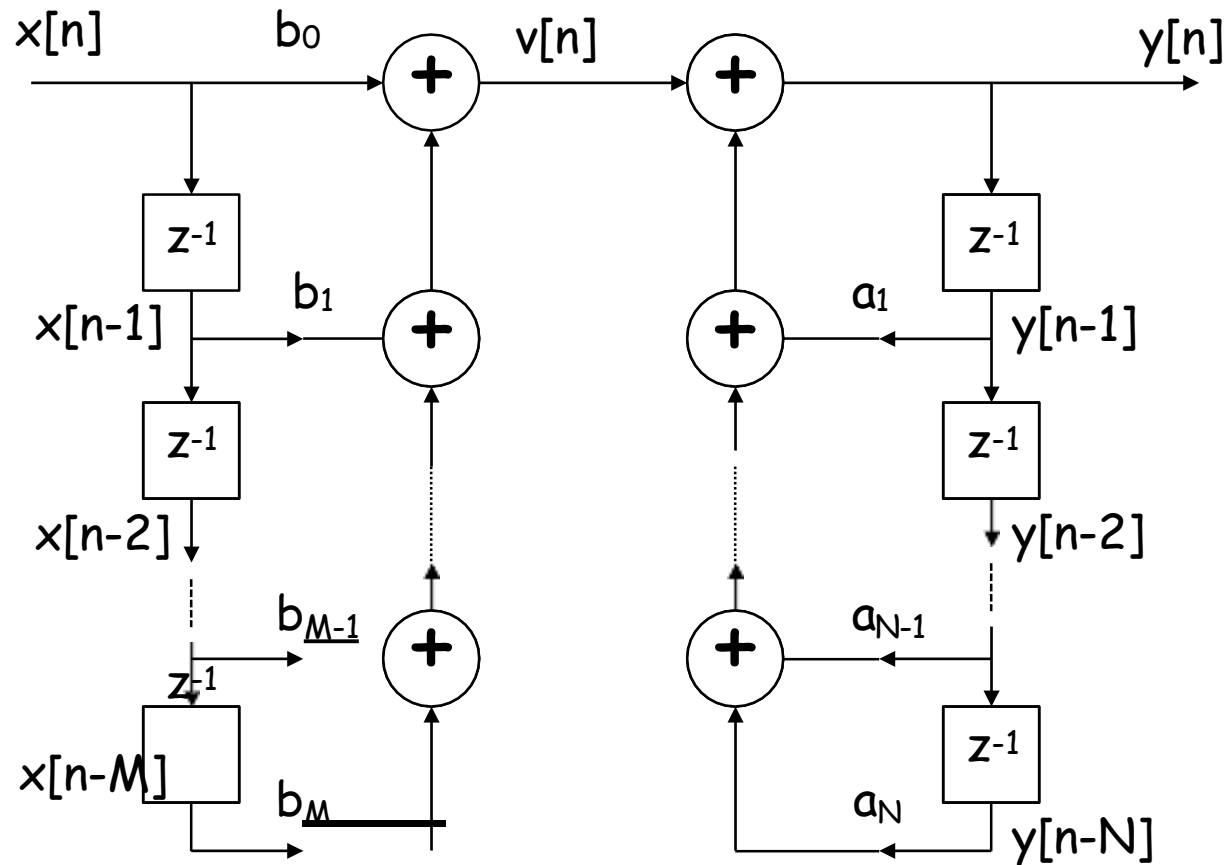 x[n] b0 v[n] y[n]
+ +
z-1 z-1
b1 a1
x[n-1] + + y[n-1]
z-1 z-1
x[n-2] y[n-2]
bM-1 aN-1
+ +
z-1
z-1
x[n-M]
bM aN
y[n-N]